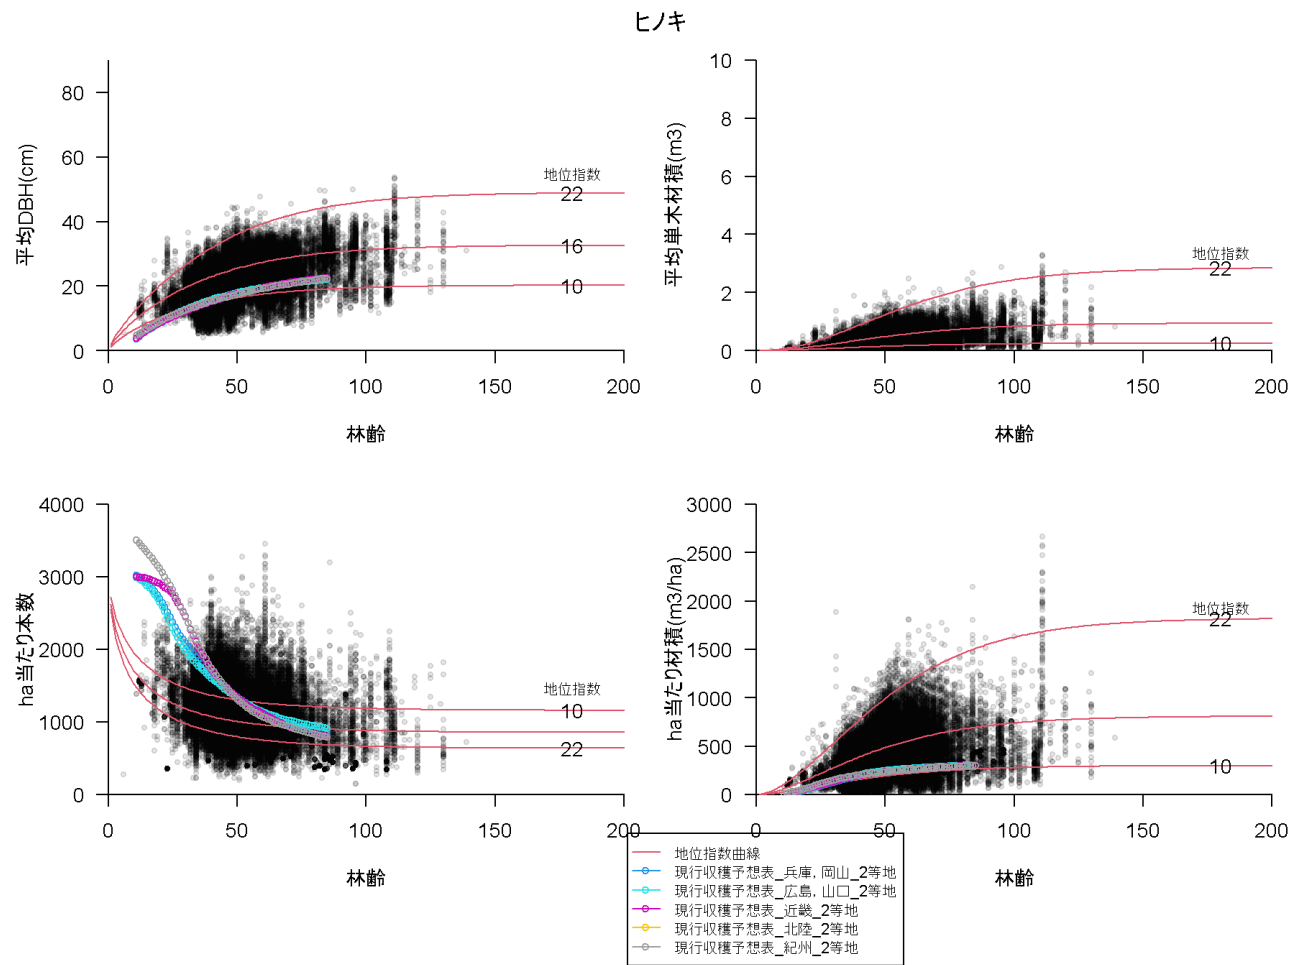 ヒノキ
平均DBH(cm)
80
60
40
20
0
地位指数
22
16
10
0
50
100
150
200
林齢
平均単木材積(m3)
10
8
6
4
2
0
地位指数
22
10
0
50
100
150
200
林齢
ha当たり本数
4000
3000
2000
1000
0
地位指数
10
22
0
50
100
150
200
林齢
ha当たり材積(m3/ha)
3000
2500
2000
1500
1000
500
0
地位指数
22
10
0
50
100
150
200
林齢
地位指数曲線
現行収穫予想表_兵庫, 岡山_2等地
現行収穫予想表_広島, 山口_2等地
現行収穫予想表_近畿_2等地
現行収穫予想表_北陸_2等地
現行収穫予想表_紀州_2等地